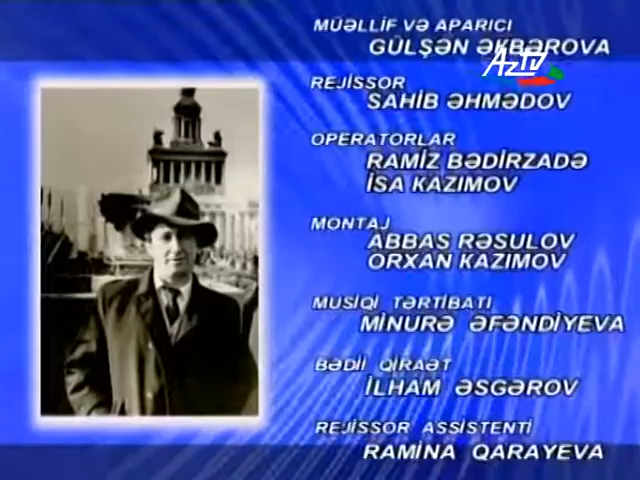 MÜƏLLİF VƏ APARICI
GÜLŞƏN ƏKBƏROVA
AZTV
REJİSSOR
SAHİB ƏHMƏDOV
OPERATORLAR
RAMİZ BƏDİRZADƏ
İSA KAZIMOV
MONTAJ
ABBAS RƏSULOV
ORXAN KAZIMOV
MUSİQİ TƏRTİBATI
MİNURƏ ƏFƏNDİYEVA
BƏDİİ QİRAƏT
İLHAM ƏSGƏROV
REJİSSOR ASSİSTENTİ
RAMİNA QARAYEVA